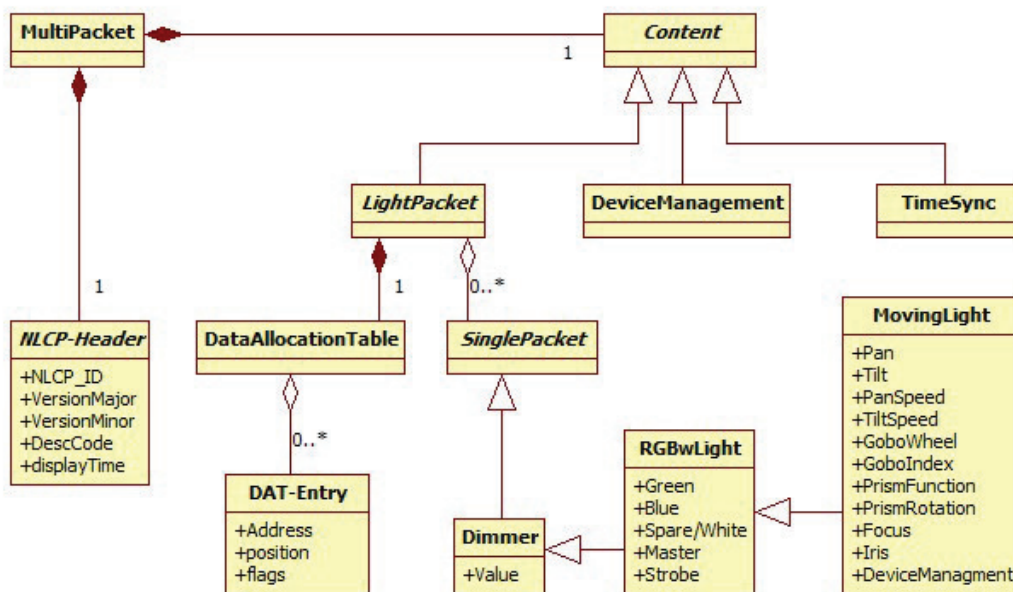 MultiPacket
Content
1
LightPacket
DeviceManagement
TimeSync
1
1
0..*
NLCP-Header
+NLCP_ID
+VersionMajor
+VersionMinor
+DescCode
+displayTime
DataAllocationTable
SinglePacket
MovingLight
+Pan
+Tilt
+PanSpeed
+TiltSpeed
+GoboWheel
+GoboIndex
+PrismFunction
+PrismRotation
+Focus
+Iris
+DeviceManagment
0..*
DAT-Entry
+Address
+position
+flags
Dimmer
+Value
RGBwLight
+Green
+Blue
+Spare/White
+Master
+Strobe